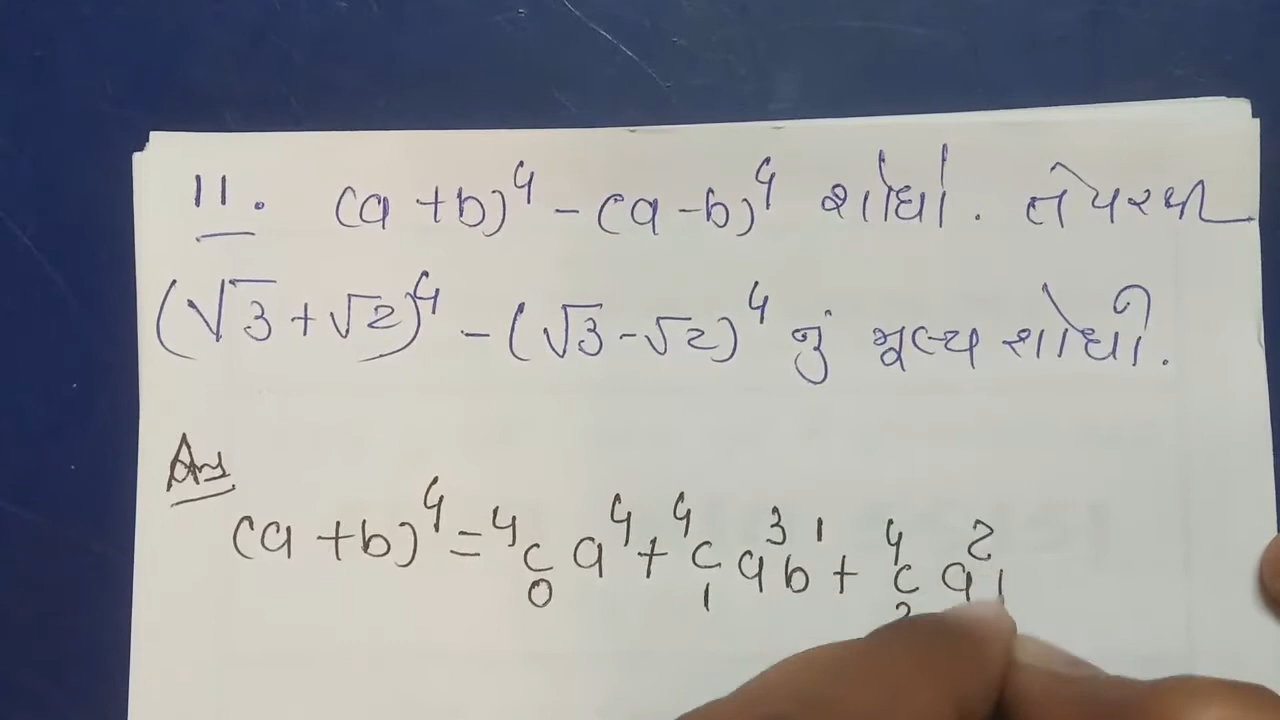 11. (a+b)⁴ - (a-b)⁴ શોધો. તે પરથી
(√3+√2)⁴ - (√3-√2)⁴ નું મૂલ્ય શોધો.
Ans
(a+b)⁴ = ⁴C₀ a⁴ + ⁴C₁ a³b¹ + ⁴C₂ a²